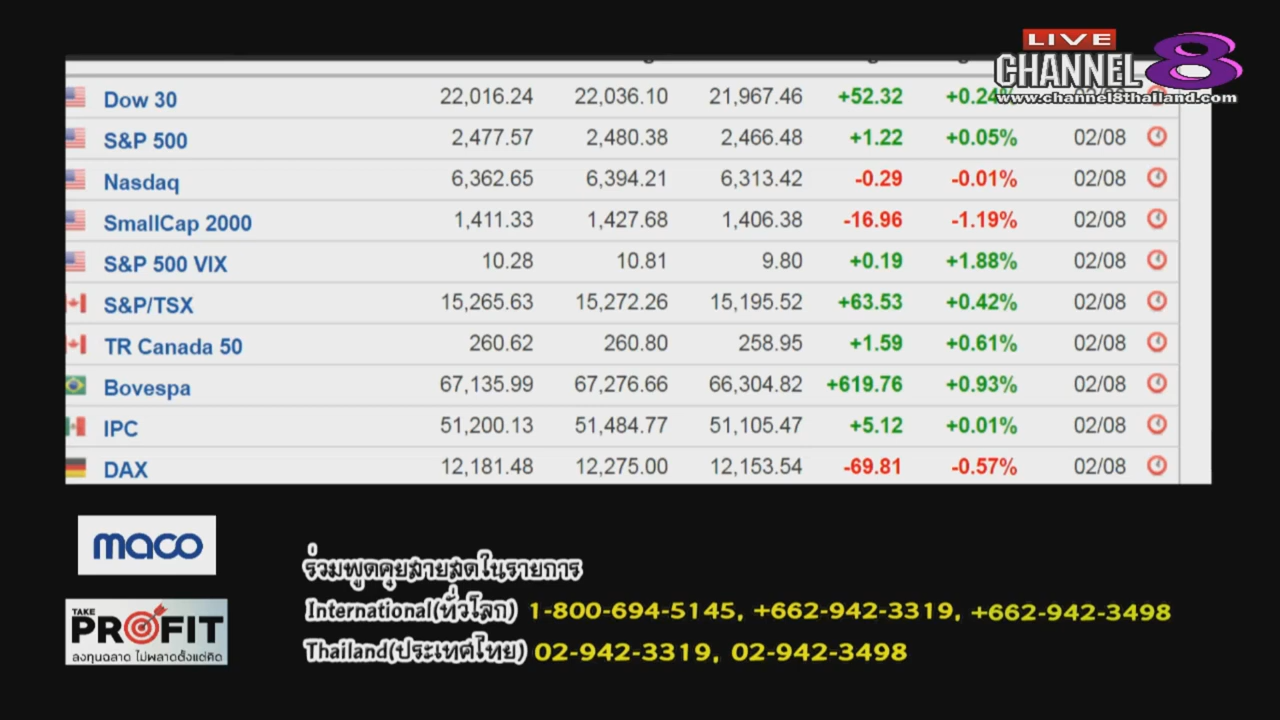 LIVE
CHANNEL 8
www.channel8thailand.com
Dow 30 22,016.24 22,036.10 21,967.46 +52.32 +0.24%
S&P 500 2,477.57 2,480.38 2,466.48 +1.22 +0.05% 02/08
Nasdaq 6,362.65 6,394.21 6,313.42 -0.29 -0.01% 02/08
SmallCap 2000 1,411.33 1,427.68 1,406.38 -16.96 -1.19% 02/08
S&P 500 VIX 10.28 10.81 9.80 +0.19 +1.88% 02/08
S&P/TSX 15,265.63 15,272.26 15,195.52 +63.53 +0.42% 02/08
TR Canada 50 260.62 260.80 258.95 +1.59 +0.61% 02/08
Bovespa 67,135.99 67,276.66 66,304.82 +619.76 +0.93% 02/08
IPC 51,200.13 51,484.77 51,105.47 +5.12 +0.01% 02/08
DAX 12,181.48 12,275.00 12,153.54 -69.81 -0.57% 02/08
maco
TAKE
PROFIT
ลงทุนฉลาด ไม่พลาดตั้งแต่คิด
ร่วมพูดคุยสายสดในรายการ
International(ทั่วโลก) 1-800-694-5145, +662-942-3319, +662-942-3498
Thailand(ประเทศไทย) 02-942-3319, 02-942-3498